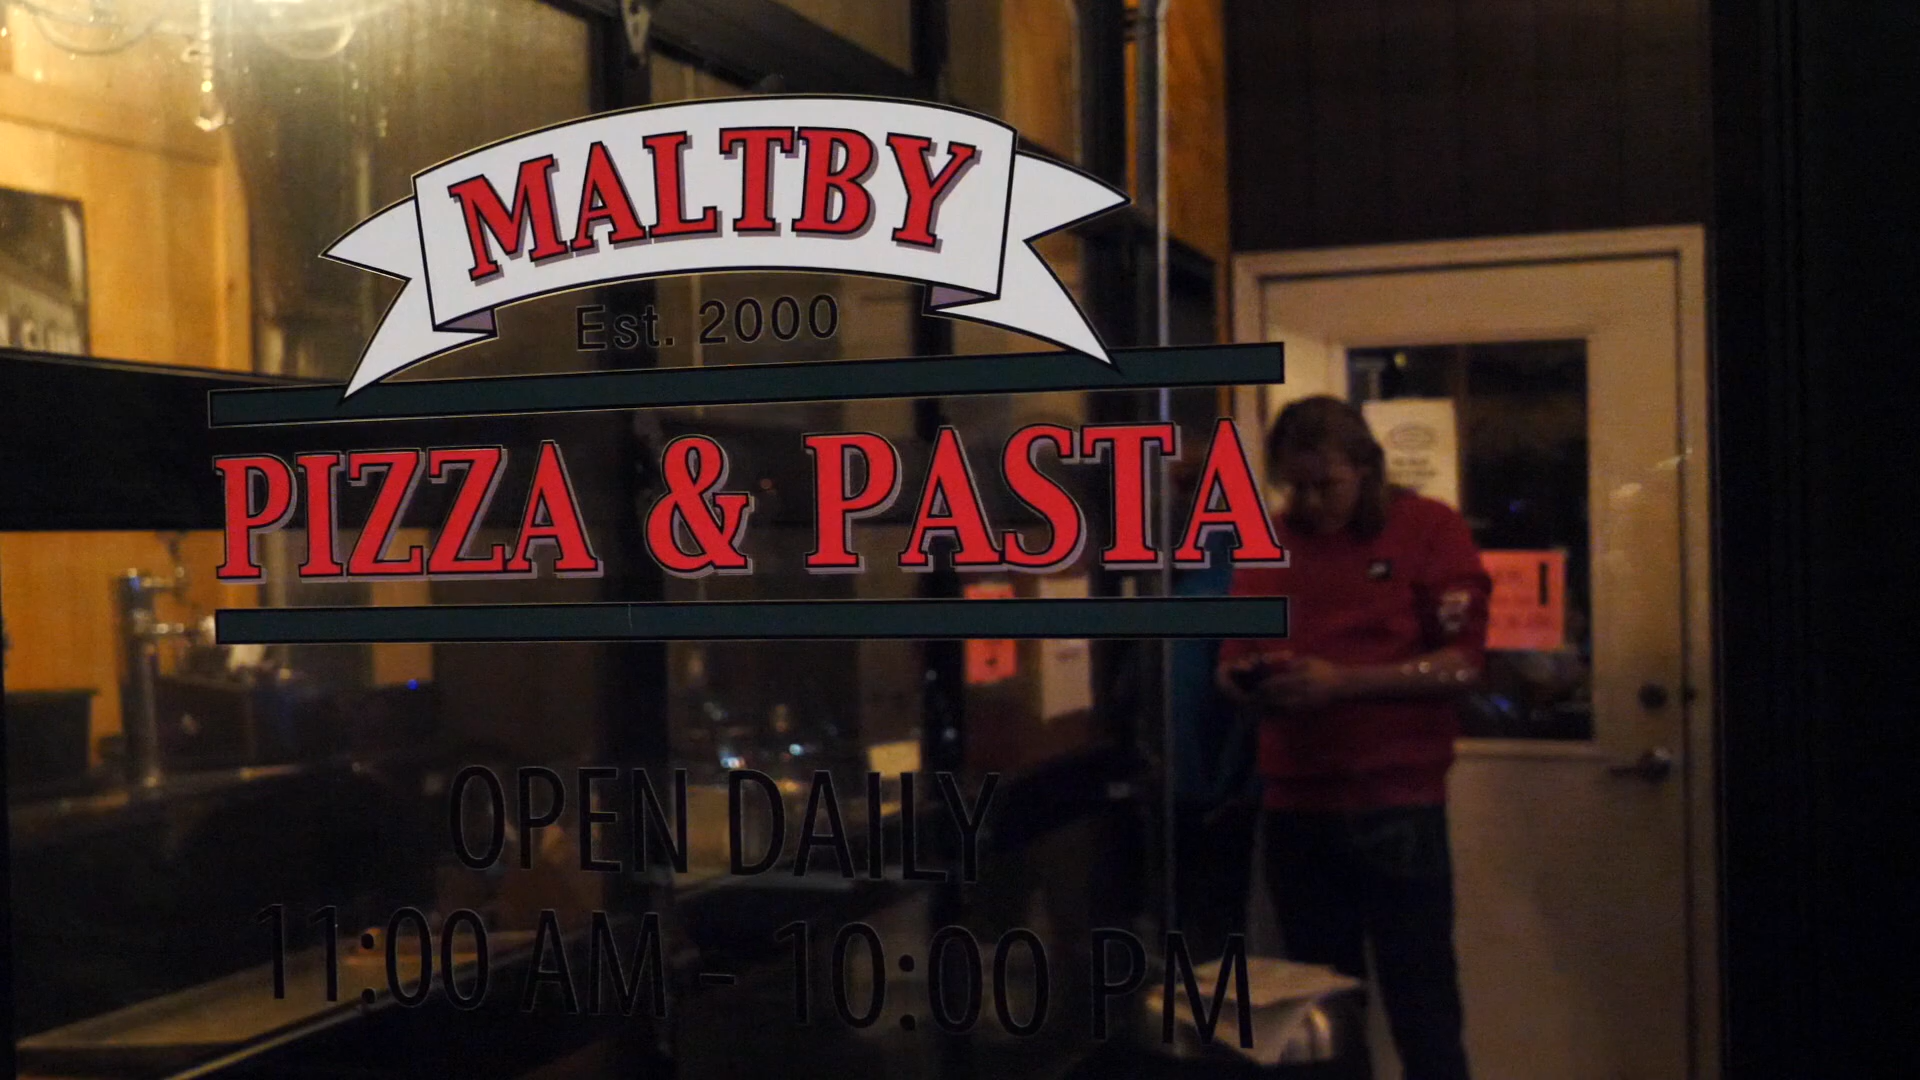 MALTBY
Est. 2000
PIZZA & PASTA
OPEN DAILY
11:00 AM - 10:00 PM